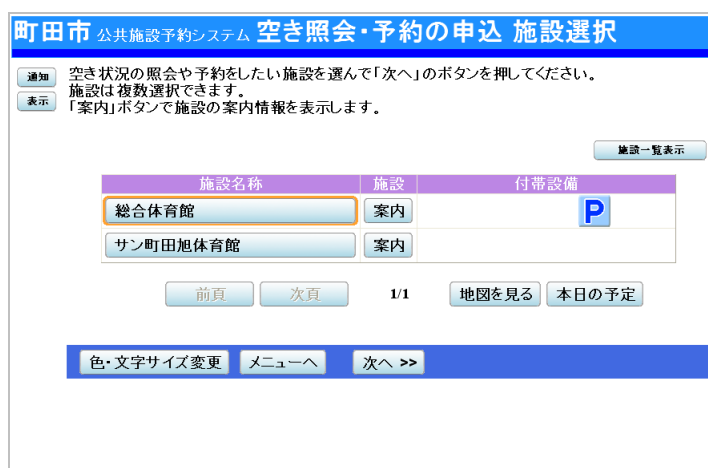 町田市 公共施設予約システム 空き照会・予約の申込 施設選択
通知 空き状況の照会や予約をしたい施設を選んで「次へ」のボタンを押してください。
施設は複数選択できます。
表示 「案内」ボタンで施設の案内情報を表示します。
施設一覧表示
施設名称 施設 付帯設備
総合体育館 案内 P
サン町田旭体育館 案内
前頁 次頁 1/1 地図を見る 本日の予定
色・文字サイズ変更 メニューへ 次へ >>